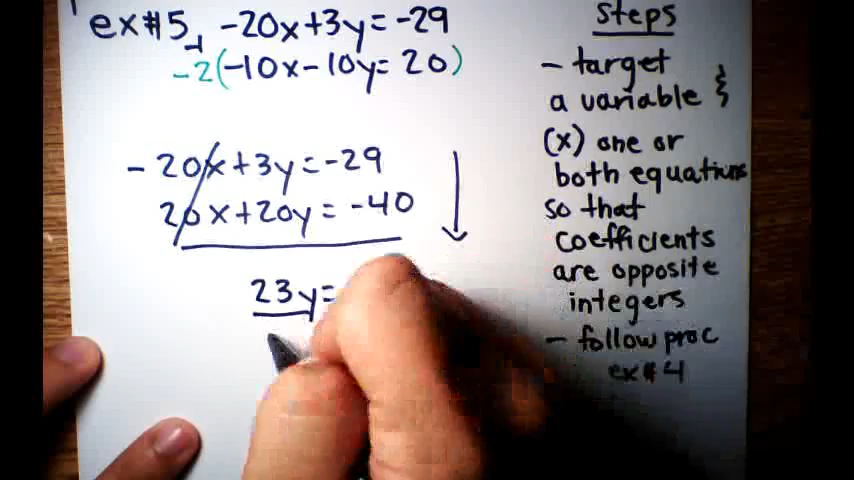 ex#5 -20x+3y=-29
-2(-10x-10y=20)
-20x+3y=-29
20x+20y=-40
23y=
steps
- target
a variable &
(x) one or
both equations
so that
coefficients
are opposite
integers
- follow proc
ex#4